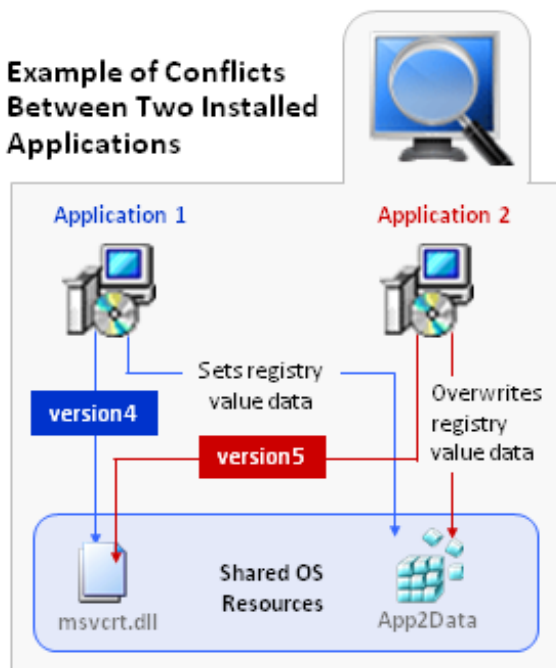 Example of Conflicts
Between Two Installed
Applications
Application 1
Application 2
Sets registry
value data
Overwrites
registry
value data
version4
version5
Shared OS
Resources
msvcrt.dll
App2Data